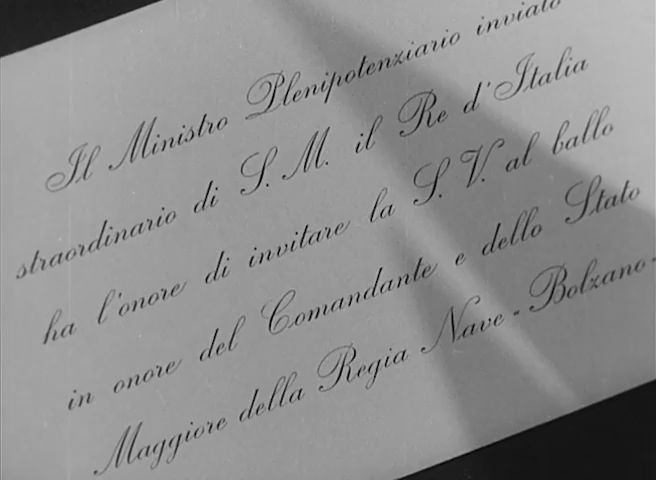 Il Ministro Plenipotenziario inviato
straordinario di S. M. il Re d'Italia
ha l'onore di invitare la S. V. al ballo
in onore del Comandante e dello Stato
Maggiore della Regia Nave - Bolzano -